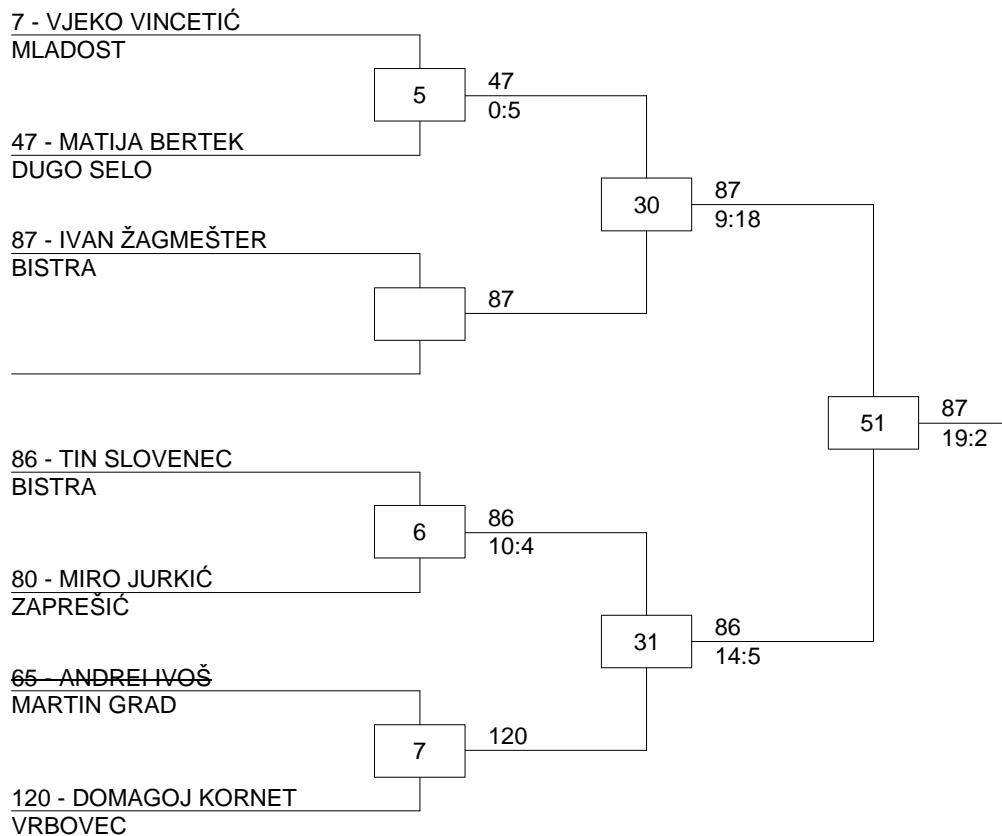 7 - VJEKO VINCETIĆ
MLADOST
5
47
0:5
47 - MATIJA BERTEK
DUGO SELO
30
87
9:18
87 - IVAN ŽAGMEŠTER
BISTRA
87
51
87
19:2
86 - TIN SLOVENEC
BISTRA
6
86
10:4
80 - MIRO JURKIĆ
ZAPREŠIĆ
31
86
14:5
65 - ANDREI IVOŠ
MARTIN GRAD
7
120
120 - DOMAGOJ KORNET
VRBOVEC